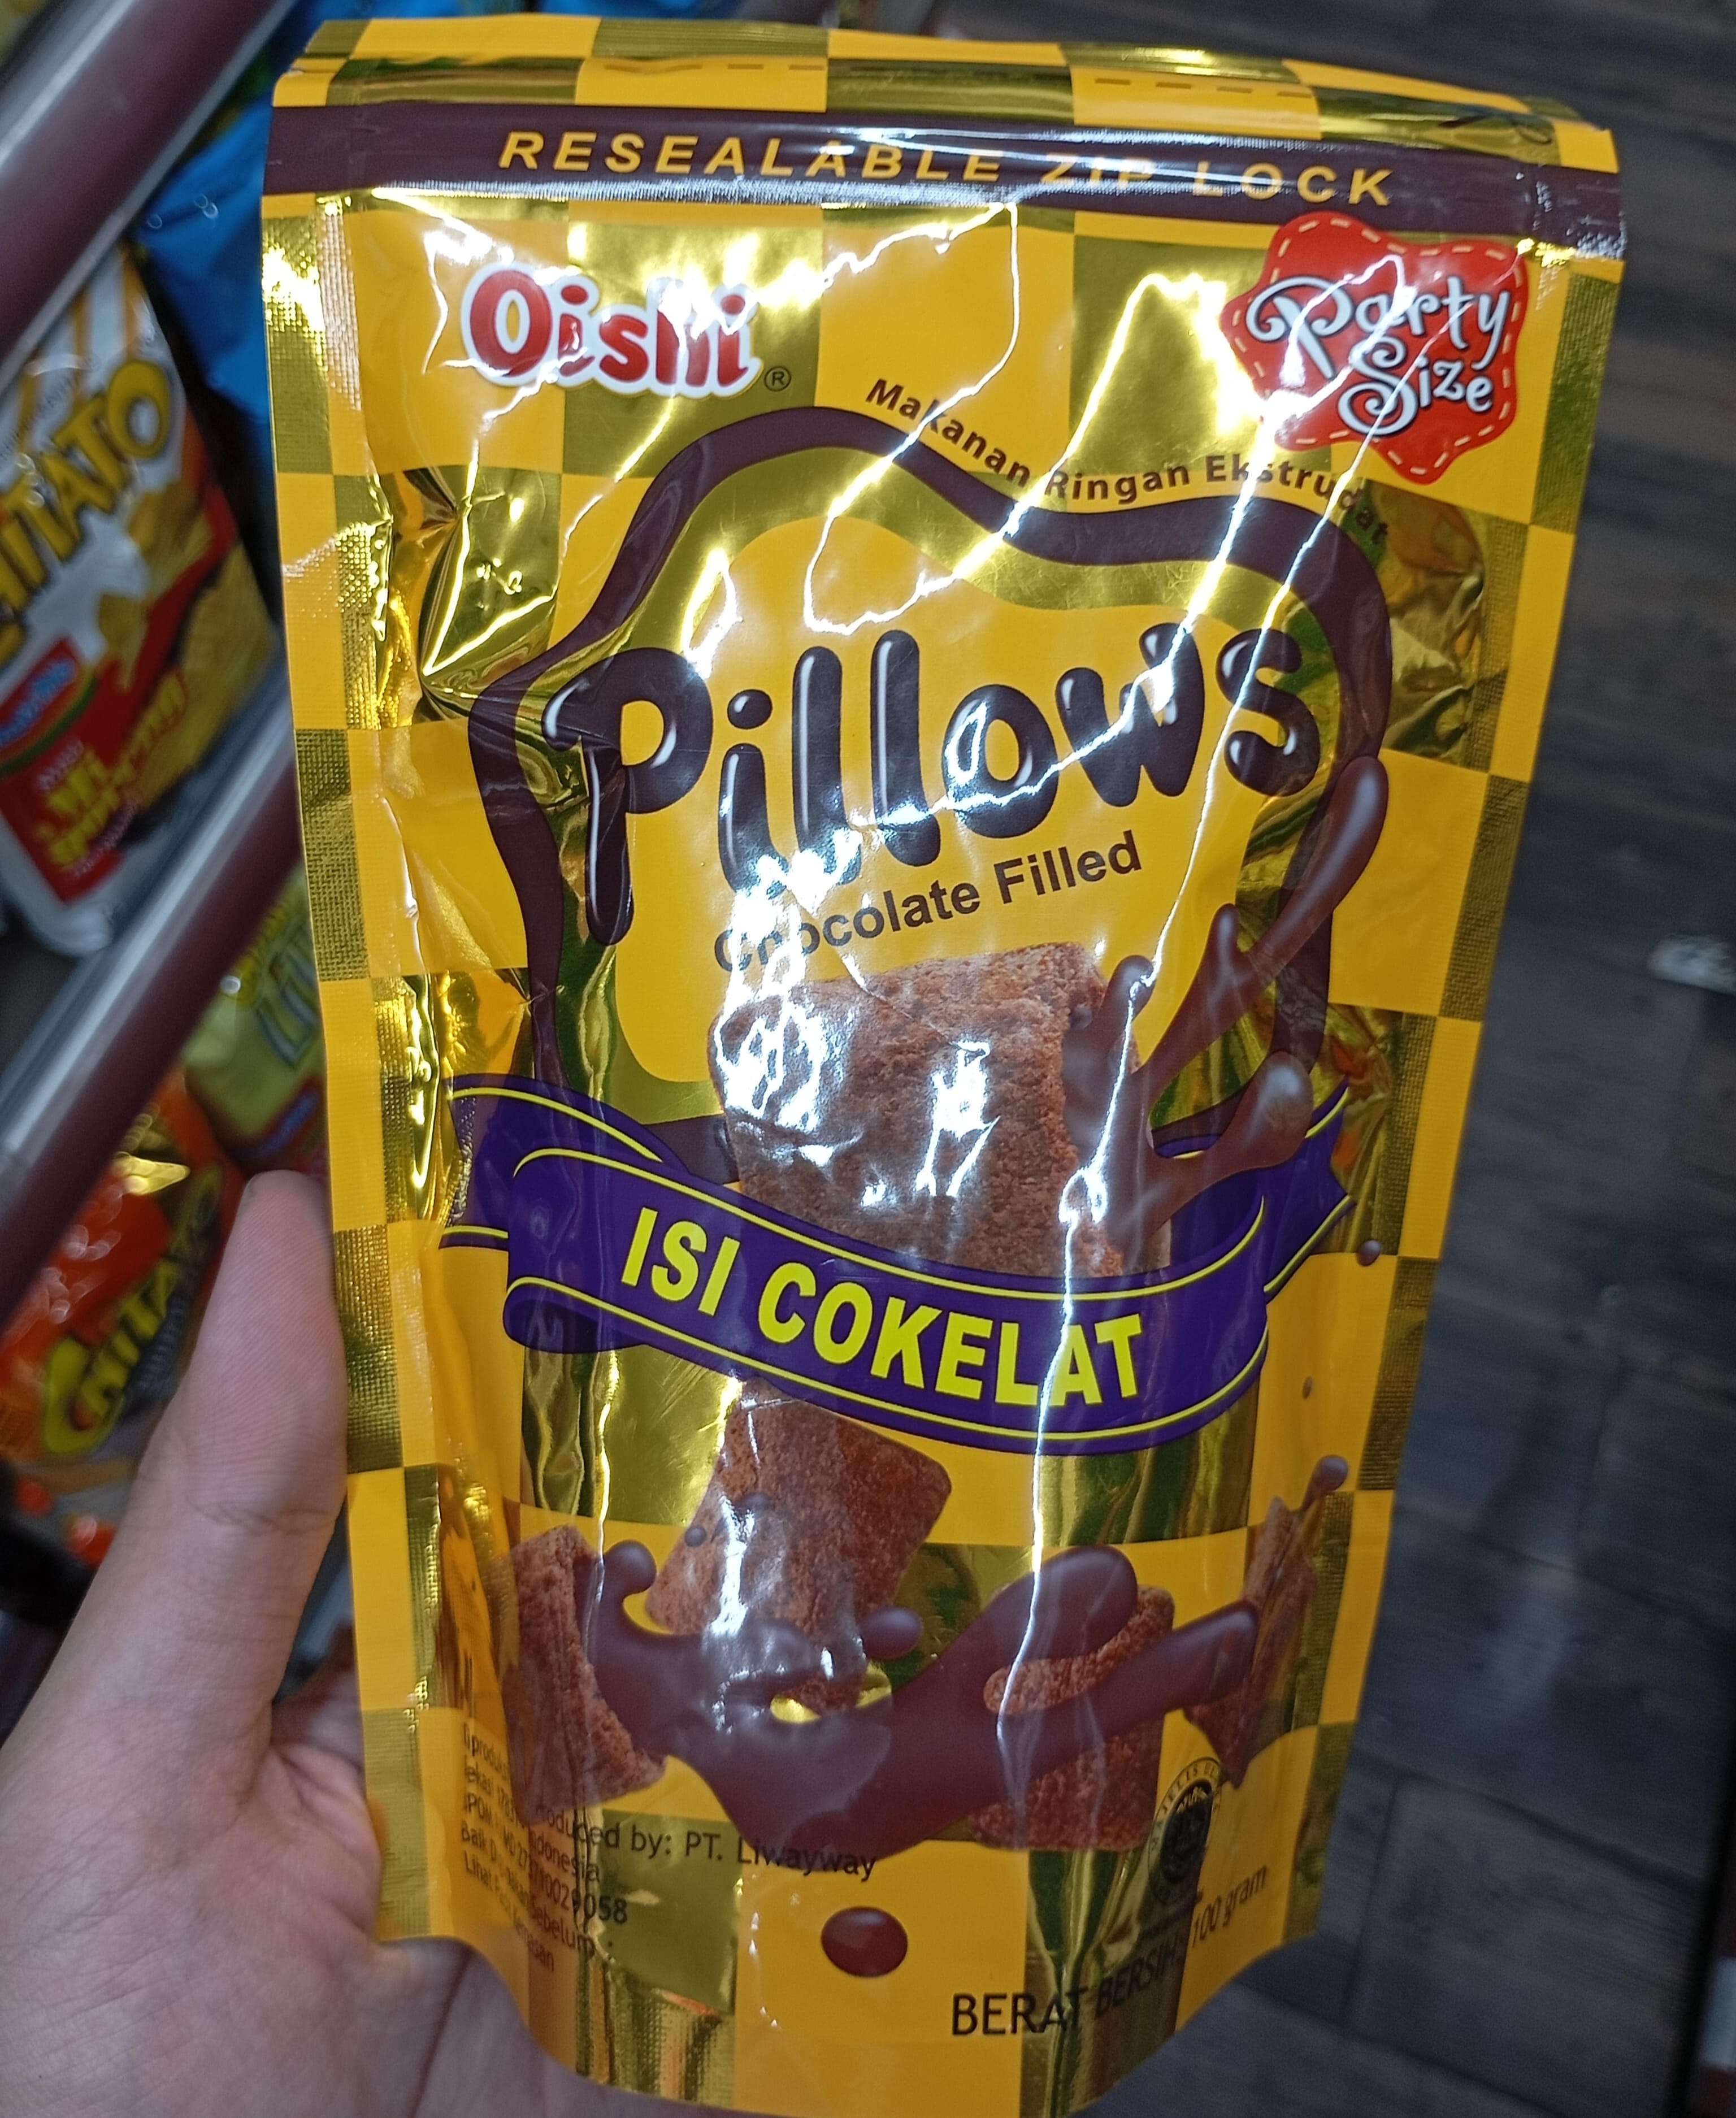 RESEALABLE ZIP LOCK
Oishi®
Party
Size
Makanan Ringan Ekstrudat
Pillows
Chocolate Filled
ISI COKELAT
Produced by: PT. Liwayway
Indonesia
BERAT BERSIH: 100 gram
CHITATO